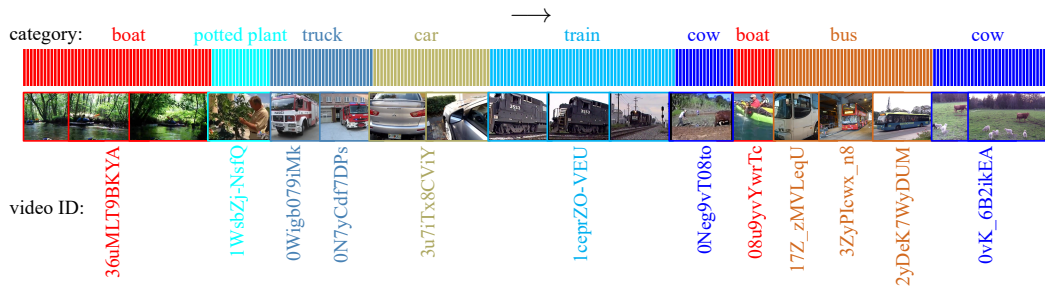 category: boat potted plant truck car train cow boat bus cow
video ID: 36uMLT9BKYA 1WsbZj-NsfQ 0Wigb079iMk 0N7yCdf7DPs 3u7iTx8CViY 1ceprZO-VEU 0Neg9vT08to 08u9yvYwrTc 17Z_zMVLeqU 3ZyPIcwx_n8 2yDeK7WyDUM 0vK_6B2ikEA